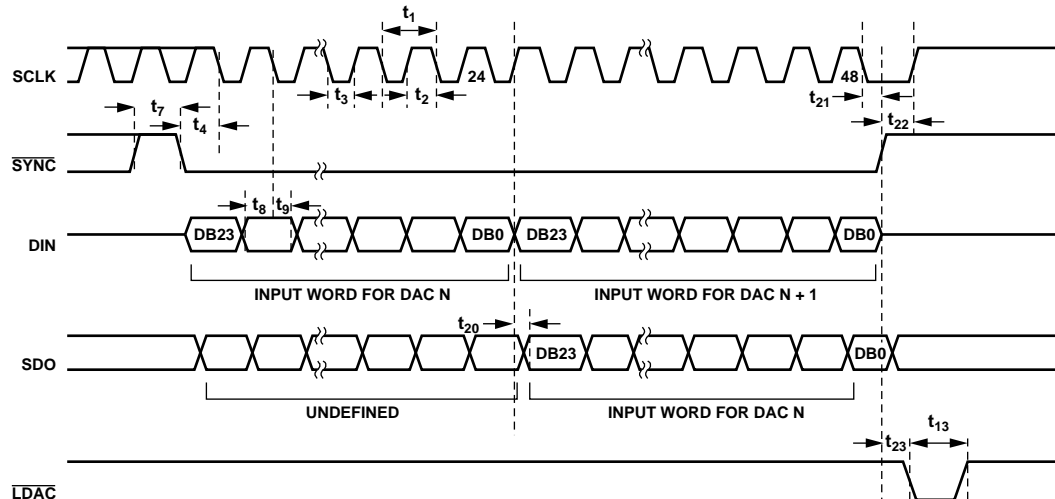 t1
SCLK
24
48
t3
t2
t21
t7
t4
t22
SYNC
t8
t9
DIN
DB23
DB0
DB23
DB0
INPUT WORD FOR DAC N
INPUT WORD FOR DAC N + 1
t20
SDO
DB23
DB0
UNDEFINED
INPUT WORD FOR DAC N
t23
t13
LDAC